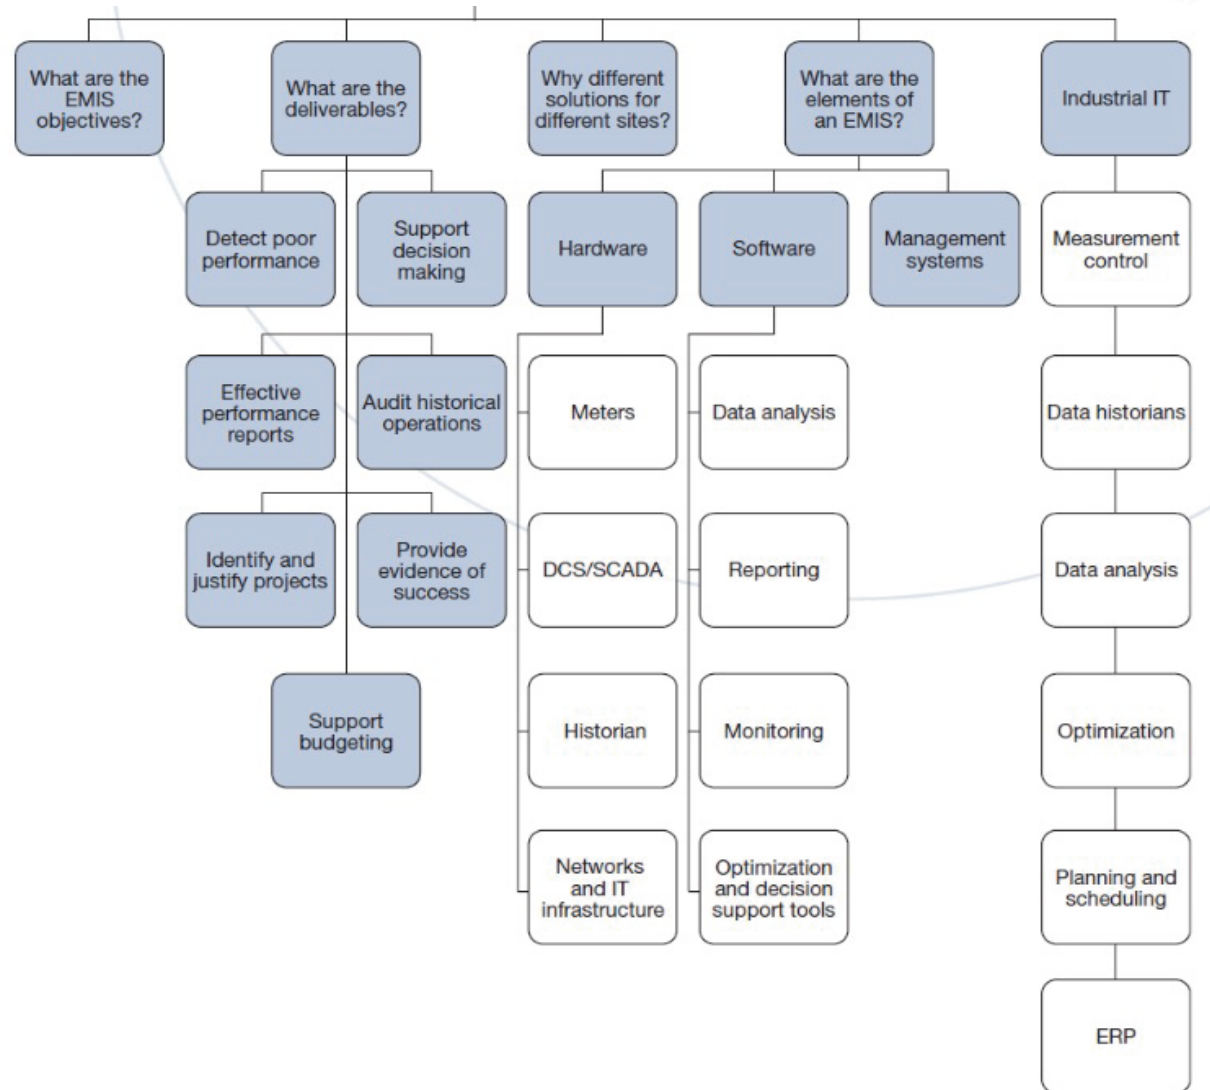 What are the
EMIS
objectives?
What are the
deliverables?
Why different
solutions for
different sites?
What are the
elements of
an EMIS?
Industrial IT
Detect poor
performance
Support
decision
making
Hardware
Software
Management
systems
Measurement
control
Effective
performance
reports
Audit historical
operations
Meters
Data analysis
Data historians
Identify and
justify projects
Provide
evidence of
success
DCS/SCADA
Reporting
Data analysis
Support
budgeting
Historian
Monitoring
Optimization
Networks
and IT
infrastructure
Optimization
and decision
support tools
Planning and
scheduling
ERP